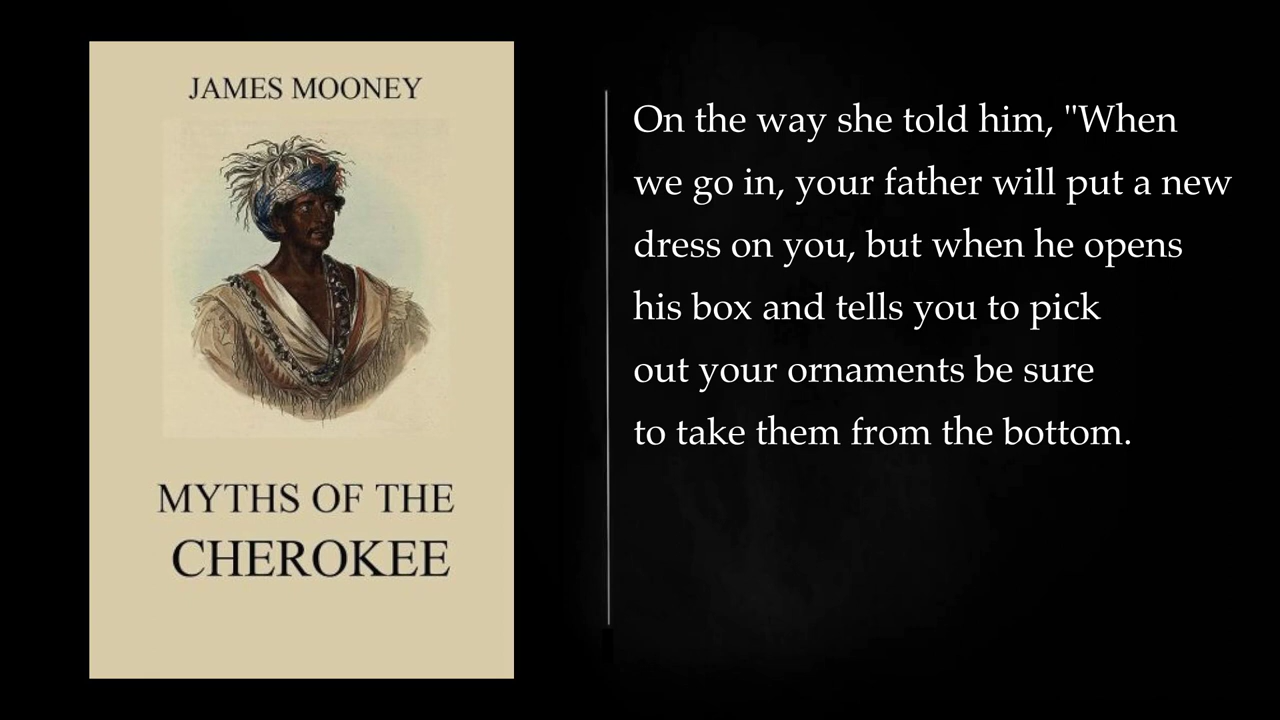 JAMES MOONEY
MYTHS OF THE
CHEROKEE
On the way she told him, "When
we go in, your father will put a new
dress on you, but when he opens
his box and tells you to pick
out your ornaments be sure
to take them from the bottom.